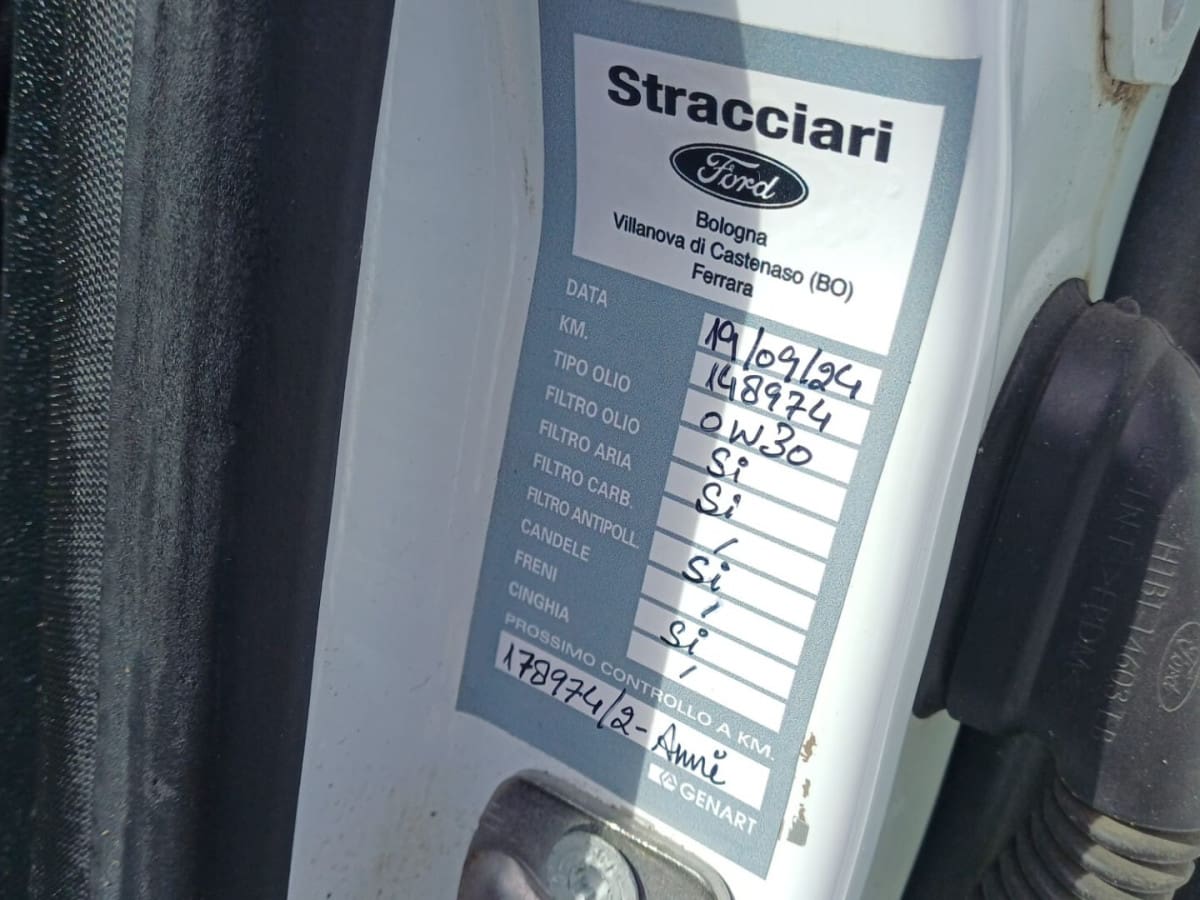 Stracciari
Ford
Bologna
Villanova di Castenaso (BO)
Ferrara
DATA 19/09/24
KM. 148974
TIPO OLIO 0W30
FILTRO OLIO Si
FILTRO ARIA Si
FILTRO CARB. /
FILTRO ANTIPOLL. Si
CANDELE /
FRENI Si
CINGHIA /
PROSSIMO CONTROLLO A KM.
178974/2-Anni
GENART